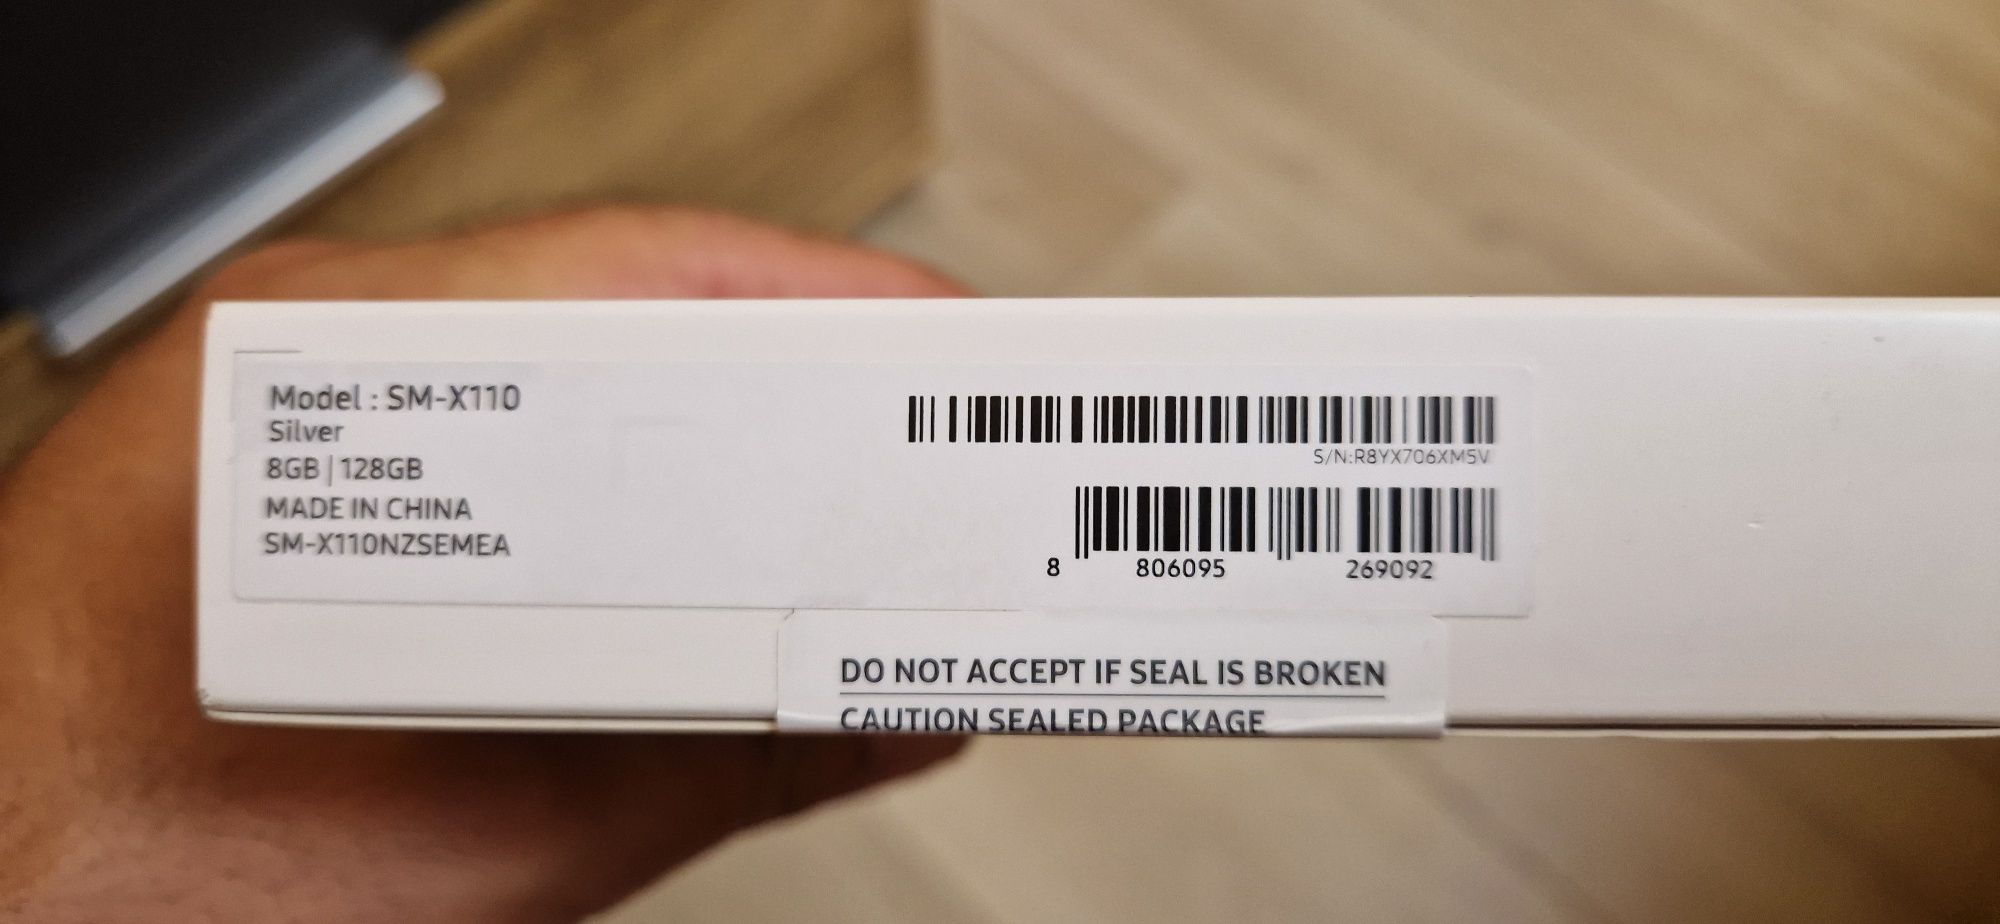 Model : SM-X110
Silver
8GB | 128GB
MADE IN CHINA
SM-X110NZSEMEA
S/N:R8YX706XM5V
8 806095 269092
DO NOT ACCEPT IF SEAL IS BROKEN
CAUTION SEALED PACKAGE